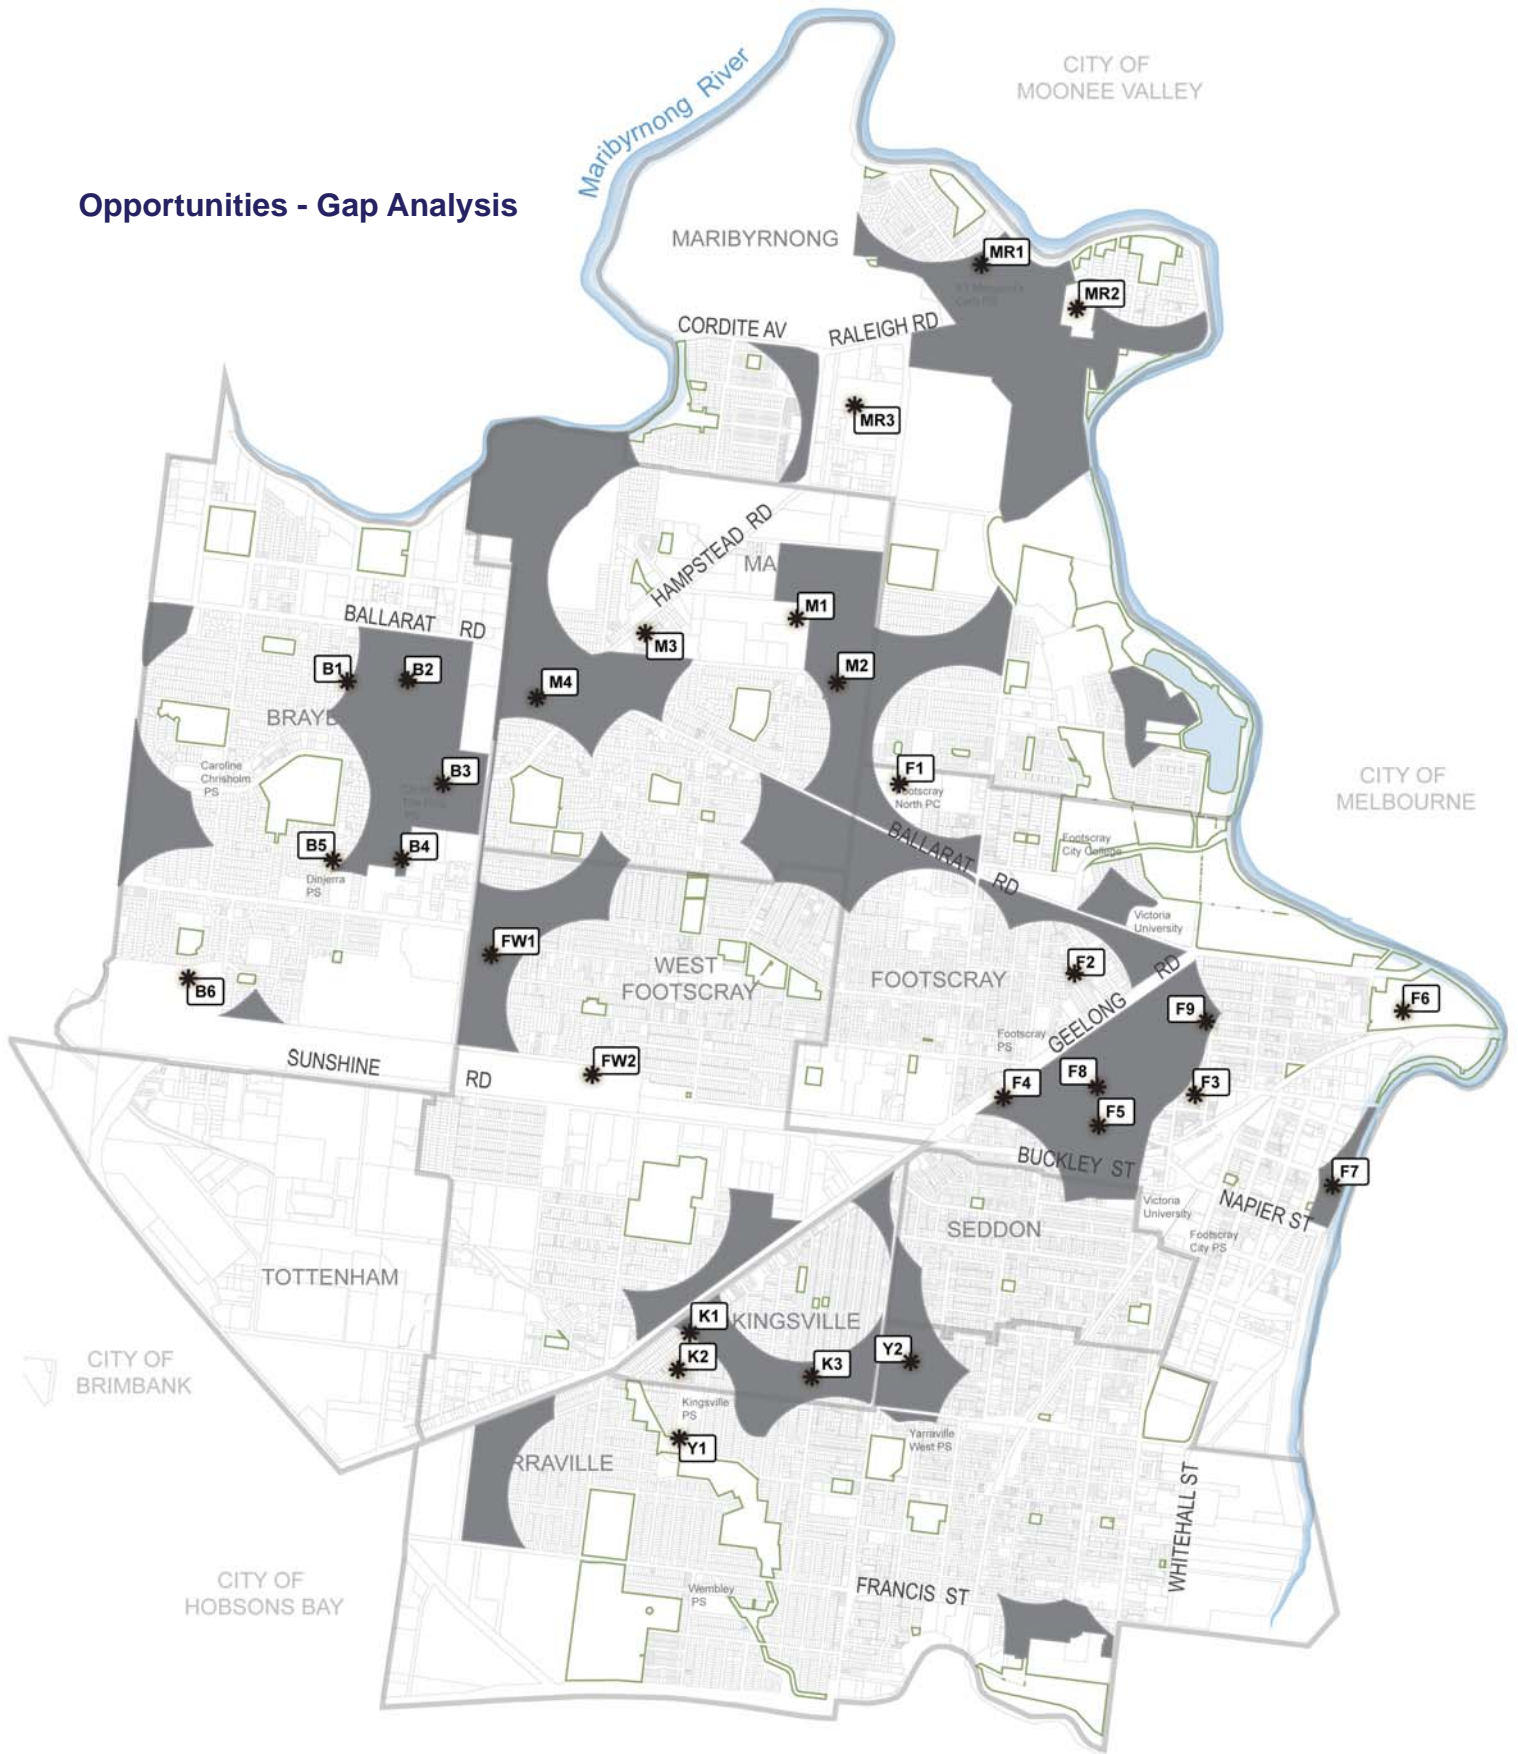 CITY OF
MOONEE VALLEY
Maribyrnong River
Opportunities - Gap Analysis
MARIBYRNONG
MR1
MR2
CORDITE AV
RALEIGH RD
MR3
HAMPSTEAD RD
MA
M1
BALLARAT RD
M3
B1
B2
M2
M4
BRAYB
Caroline
Chrisholm
PS
B3
F1
Footscray
North PC
CITY OF
MELBOURNE
BALLARAT RD
Footscray
City College
B5
B4
Dinjerra
PS
Victoria
University
FW1
WEST
FOOTSCRAY
FOOTSCRAY
F2
GEELONG RD
B6
F9
F6
Footscray
PS
SUNSHINE RD
FW2
F4
F8
F3
F5
BUCKLEY ST
F7
Victoria
University
NAPIER ST
SEDDON
Footscray
City PS
TOTTENHAM
K1
KINGSVILLE
K2
K3
Y2
CITY OF
BRIMBANK
Kingsville
PS
Y1
Yarraville
West PS
RRAVILLE
WHITEHALL ST
CITY OF
HOBSONS BAY
Wembley
PS
FRANCIS ST